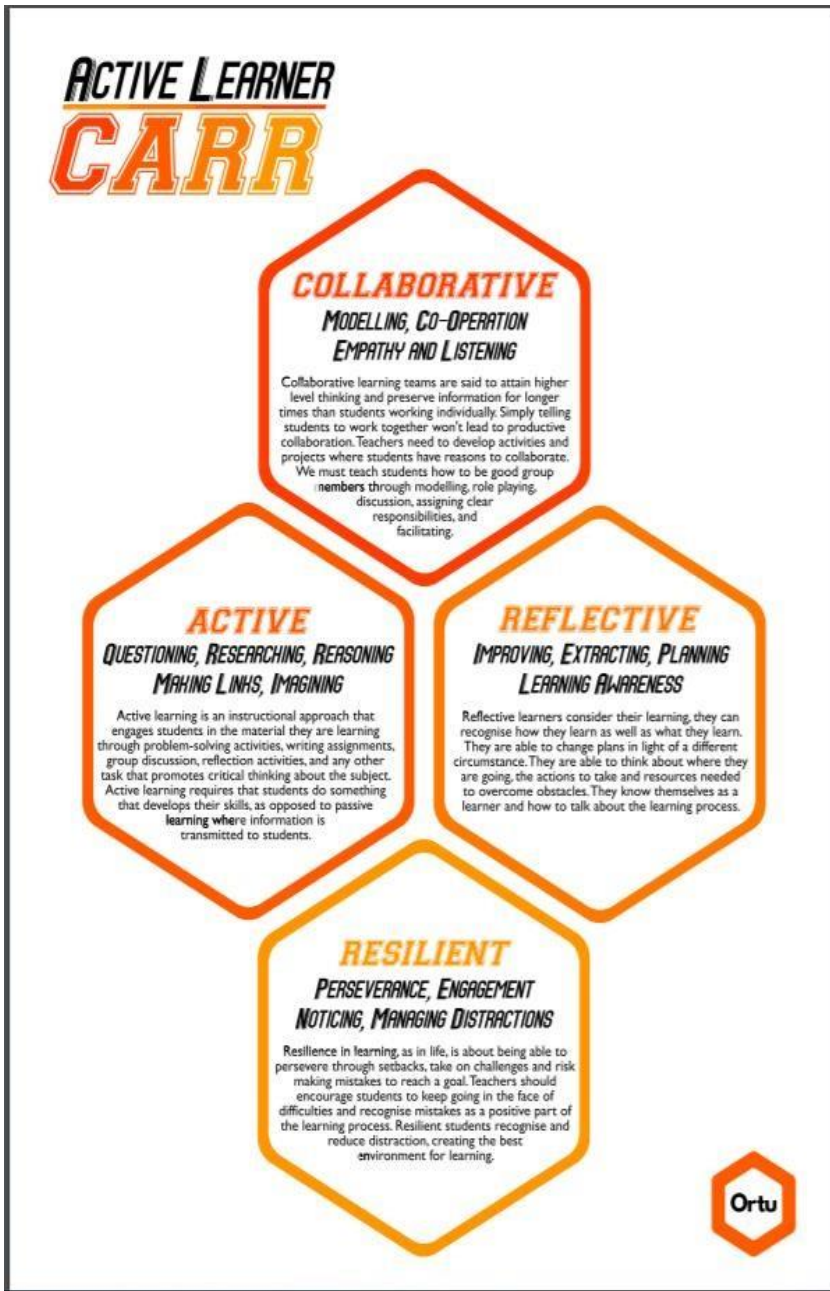 ACTIVE LEARNER
CARR
COLLABORATIVE
MODELLING, CO-OPERATION
EMPATHY AND LISTENING
Collaborative learning teams are said to attain higher
level thinking and preserve information for longer
times than students working individually. Simply telling
students to work together won't lead to productive
collaboration. Teachers need to develop activities and
projects where students have reasons to collaborate.
We must teach students how to be good group
members through modelling, role playing,
discussion, assigning clear
responsibilities, and
facilitating.
ACTIVE
QUESTIONING, RESEARCHING, REASONING
MAKING LINKS, IMAGINING
Active learning is an instructional approach that
engages students in the material they are learning
through problem-solving activities, writing assignments,
group discussion, reflection activities, and any other
task that promotes critical thinking about the subject.
Active learning requires that students do something
that develops their skills, as opposed to passive
learning where information is
transmitted to students.
REFLECTIVE
IMPROVING, EXTRACTING, PLANNING
LEARNING AWARENESS
Reflective learners consider their learning, they can
recognise how they learn as well as what they learn.
They are able to change plans in light of a different
circumstance. They are able to think about where they
are going, the actions to take and resources needed
to overcome obstacles. They know themselves as a
learner and how to talk about the learning process.
RESILIENT
PERSEVERANCE, ENGAGEMENT
NOTICING, MANAGING DISTRACTIONS
Resilience in learning, as in life, is about being able to
persevere through setbacks, take on challenges and risk
making mistakes to reach a goal. Teachers should
encourage students to keep going in the face of
difficulties and recognise mistakes as a positive part of
the learning process. Resilient students recognise and
reduce distraction, creating the best
environment for learning.
Ortu